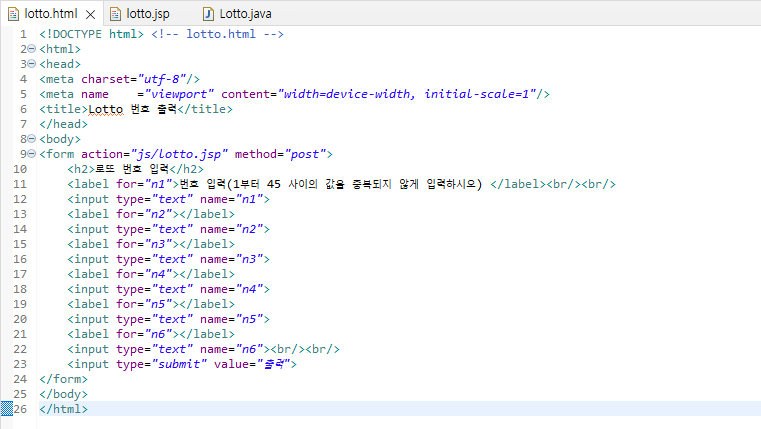 lotto.html lotto.jsp Lotto.java
1 <!DOCTYPE html> <!-- lotto.html -->
2 <html>
3 <head>
4 <meta charset="utf-8"/>
5 <meta name    ="viewport" content="width=device-width, initial-scale=1"/>
6 <title>Lotto 번호 출력</title>
7 </head>
8 <body>
9 <form action="js/lotto.jsp" method="post">
10     <h2>로또 번호 입력</h2>
11     <label for="n1">번호 입력(1부터 45 사이의 값을 중복되지 않게 입력하시오) </label><br/><br/>
12     <input type="text" name="n1">
13     <label for="n2"></label>
14     <input type="text" name="n2">
15     <label for="n3"></label>
16     <input type="text" name="n3">
17     <label for="n4"></label>
18     <input type="text" name="n4">
19     <label for="n5"></label>
20     <input type="text" name="n5">
21     <label for="n6"></label>
22     <input type="text" name="n6"><br/><br/>
23     <input type="submit" value="출력">
24 </form>
25 </body>
26 </html>